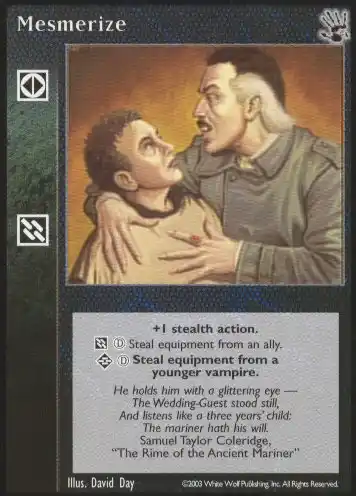 Mesmerize
+1 stealth action.
Ⓓ Steal equipment from an ally.
Ⓓ Steal equipment from a
younger vampire.
He holds him with a glittering eye —
The Wedding-Guest stood still,
And listens like a three years' child:
The mariner hath his will.
Samuel Taylor Coleridge,
"The Rime of the Ancient Mariner"
Illus. David Day
©2003 White Wolf Publishing, Inc. All Rights Reserved.